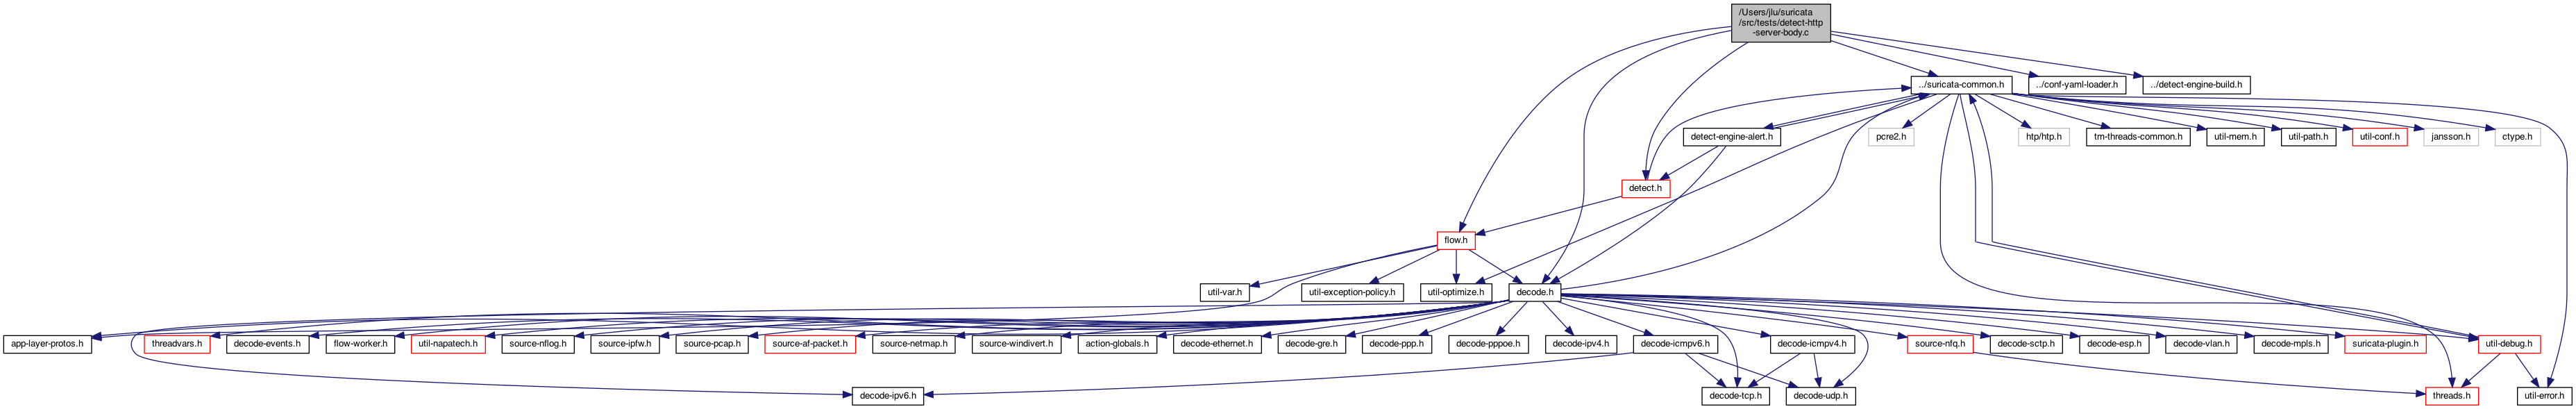 /Users/jlu/suricata
/src/tests/detect-http
-server-body.c
../suricata-common.h
../conf-yaml-loader.h
../detect-engine-build.h
detect-engine-alert.h
pcre2.h
htp/htp.h
tm-threads-common.h
util-mem.h
util-path.h
util-conf.h
jansson.h
ctype.h
detect.h
flow.h
util-var.h
util-exception-policy.h
util-optimize.h
decode.h
app-layer-protos.h
threadvars.h
decode-events.h
flow-worker.h
util-napatech.h
source-nflog.h
source-ipfw.h
source-pcap.h
source-af-packet.h
source-netmap.h
source-windivert.h
action-globals.h
decode-ethernet.h
decode-gre.h
decode-ppp.h
decode-pppoe.h
decode-ipv4.h
decode-icmpv6.h
decode-icmpv4.h
source-nfq.h
decode-sctp.h
decode-esp.h
decode-vlan.h
decode-mpls.h
suricata-plugin.h
util-debug.h
decode-ipv6.h
decode-tcp.h
decode-udp.h
threads.h
util-error.h